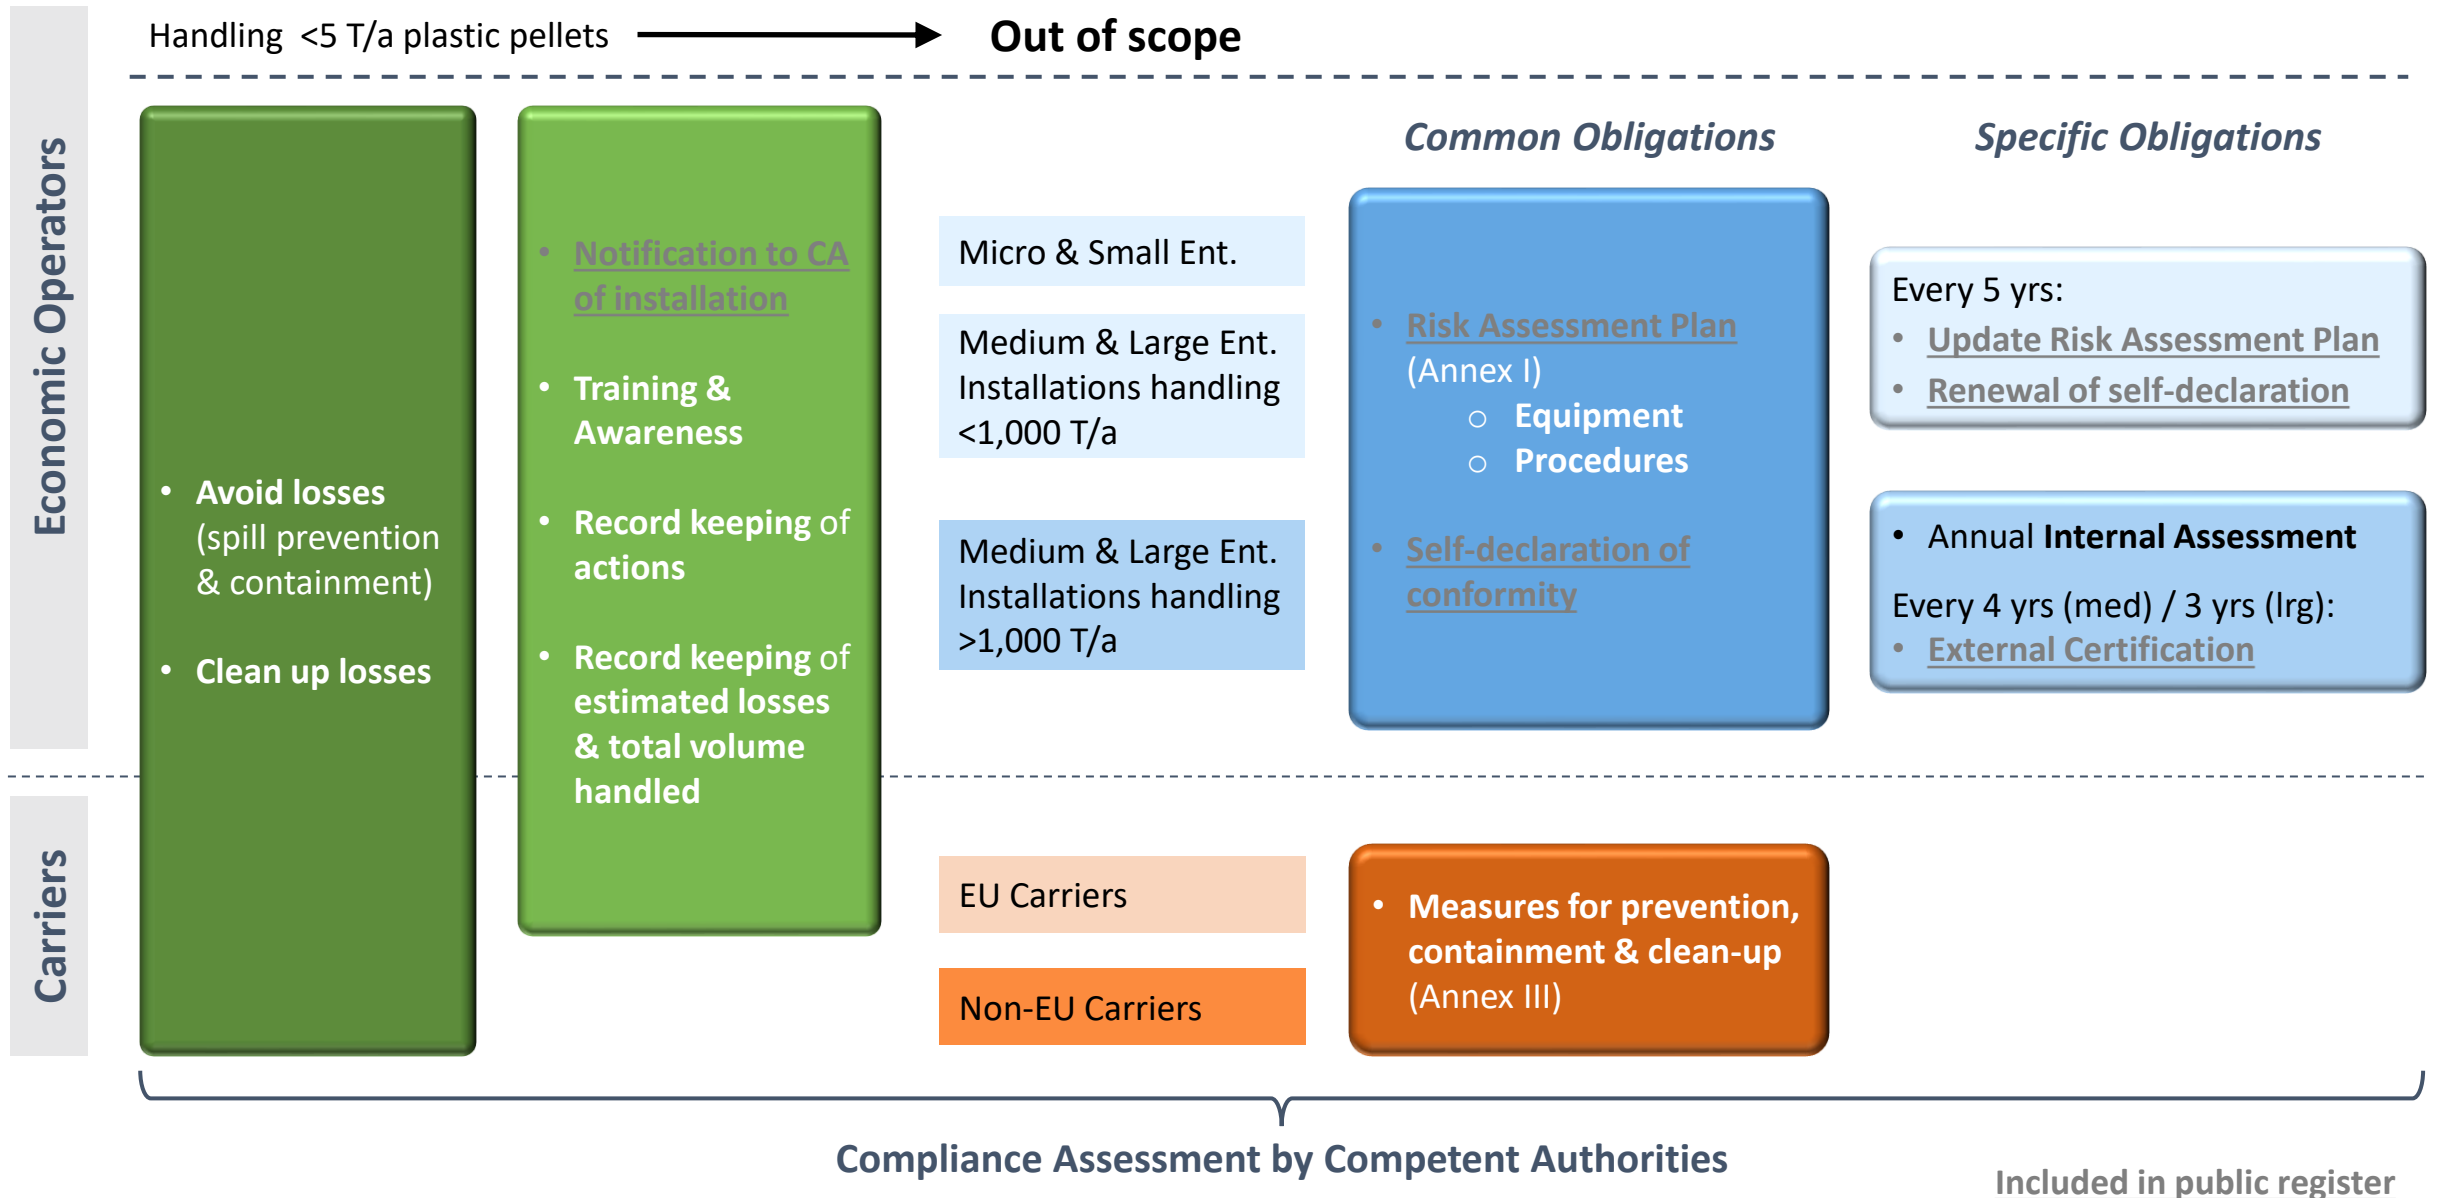 Handling <5 T/a plastic pellets
Out of scope
Economic Operators
• Avoid losses
(spill prevention
& containment)
• Clean up losses
• Notification to CA
of installation
• Training &
Awareness
• Record keeping of
actions
• Record keeping of
estimated losses
& total volume
handled
Micro & Small Ent.
Medium & Large Ent.
Installations handling
<1,000 T/a
Medium & Large Ent.
Installations handling
>1,000 T/a
Common Obligations
• Risk Assessment Plan
(Annex I)
o Equipment
o Procedures
• Self-declaration of
conformity
Specific Obligations
Every 5 yrs:
• Update Risk Assessment Plan
• Renewal of self-declaration
• Annual Internal Assessment
Every 4 yrs (med) / 3 yrs (lrg):
• External Certification
Carriers
EU Carriers
Non-EU Carriers
• Measures for prevention,
containment & clean-up
(Annex III)
Compliance Assessment by Competent Authorities
Included in public register